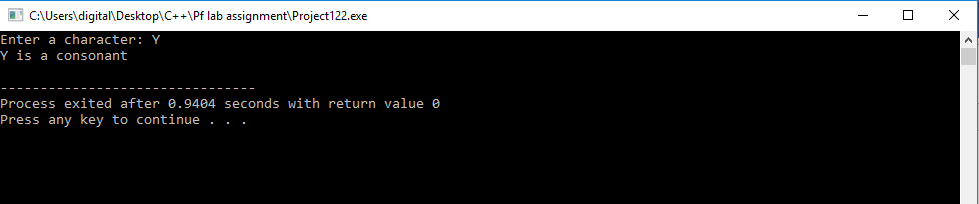 C:\Users\digital\Desktop\C++\Pf lab assignment\Project122.exe
Enter a character: Y
Y is a consonant
--------------------------------
Process exited after 0.9404 seconds with return value 0
Press any key to continue . . .